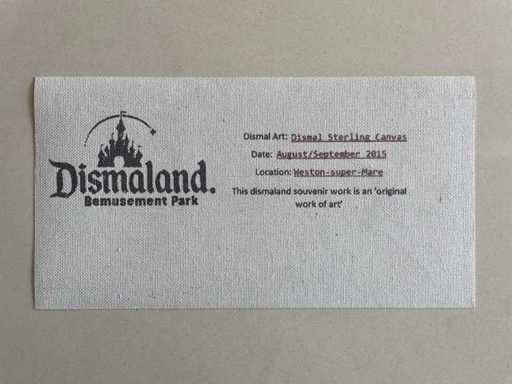 Dismaland.
Bemusement Park
Dismal Art: Dismal Sterling Canvas
Date: August/September 2015
Location: Weston-super-Mare
This dismaland souvenir work is an 'original
work of art'